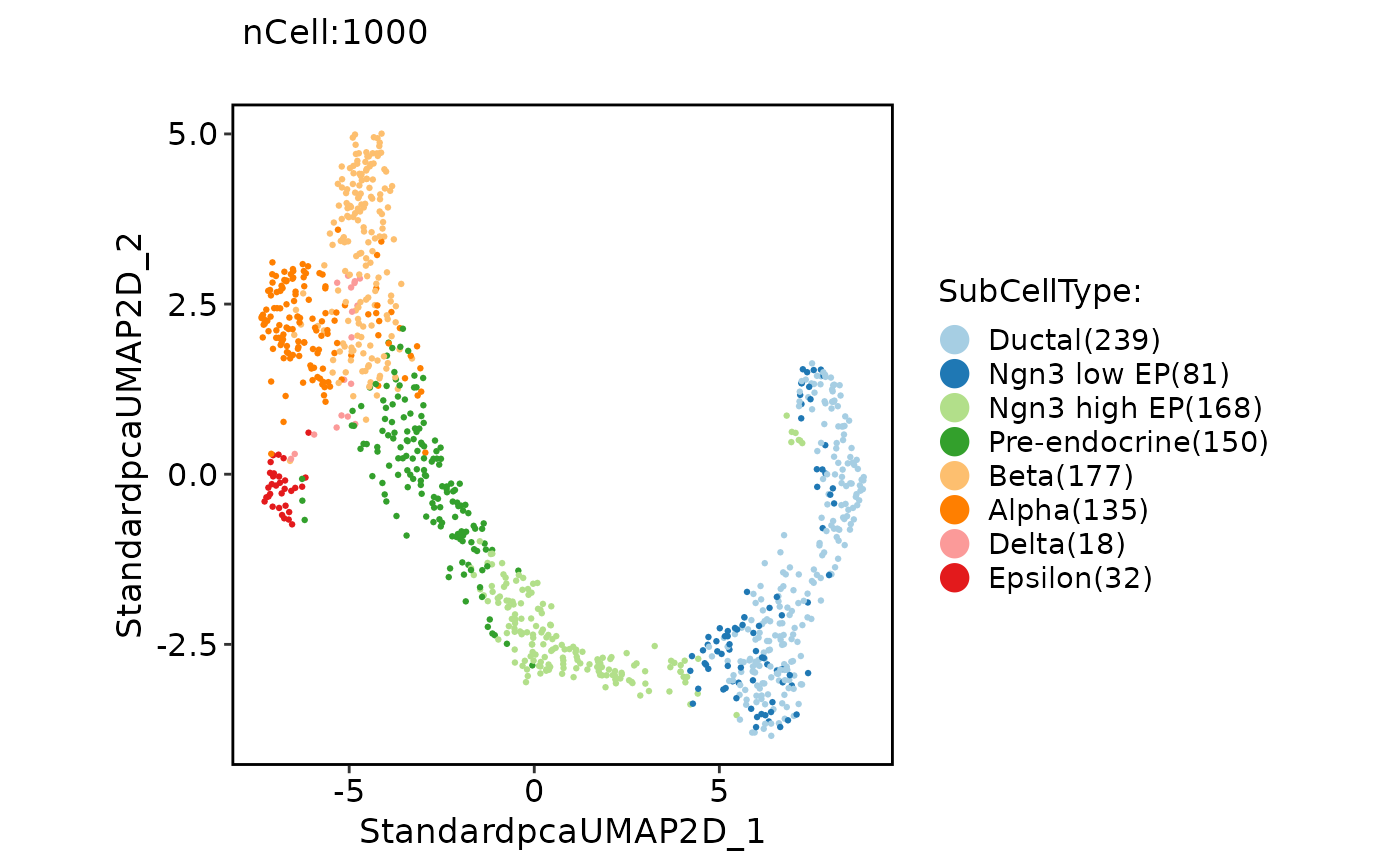 nCell:1000
5.0
2.5
0.0
-2.5
StandardpcaUMAP2D_2
-5 0 5
StandardpcaUMAP2D_1
SubCellType:
Ductal(239)
Ngn3 low EP(81)
Ngn3 high EP(168)
Pre-endocrine(150)
Beta(177)
Alpha(135)
Delta(18)
Epsilon(32)